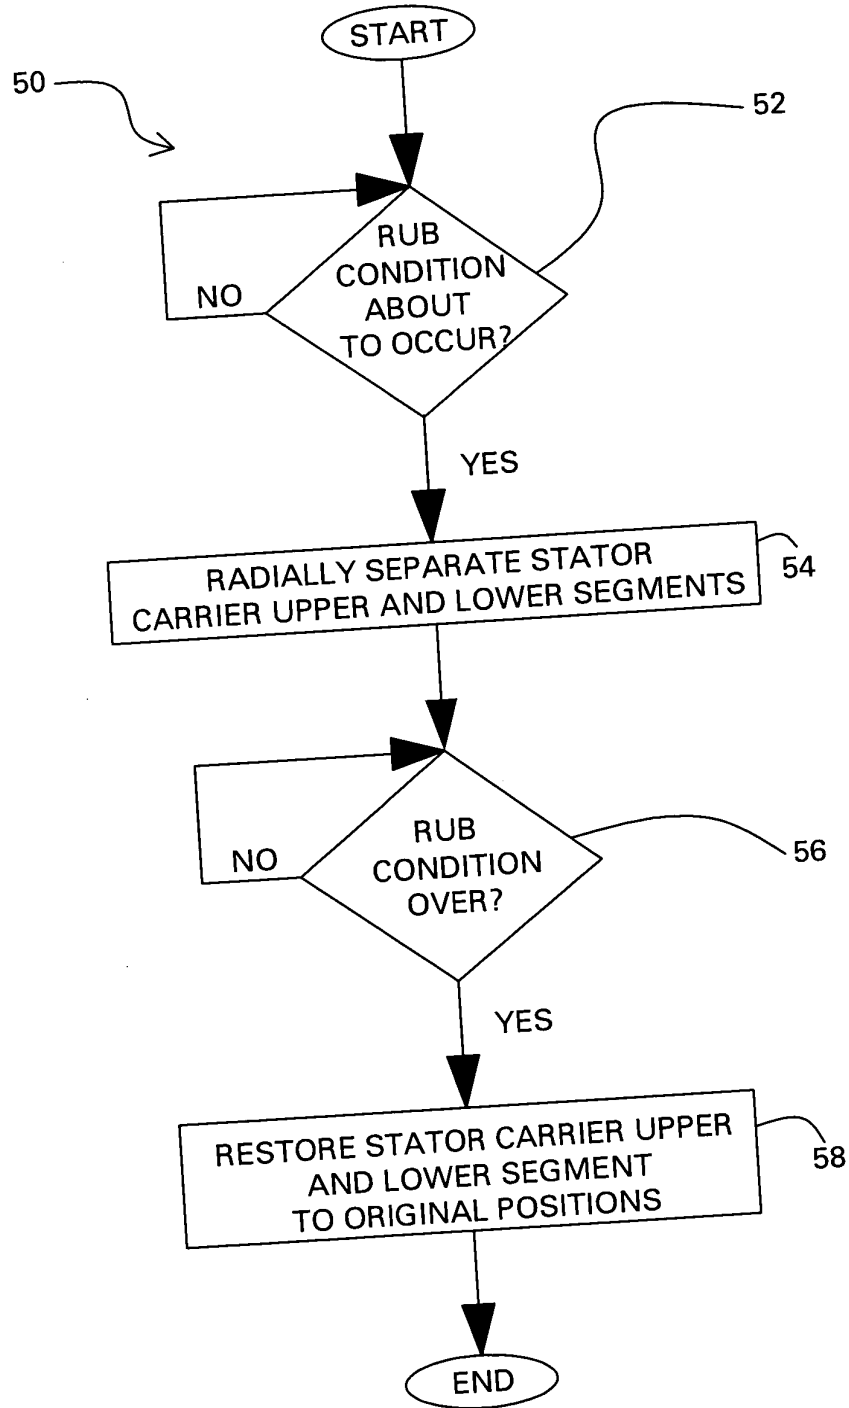 START
50
52
RUB
CONDITION
ABOUT
TO OCCUR?
NO
YES
RADIALLY SEPARATE STATOR
CARRIER UPPER AND LOWER SEGMENTS
54
RUB
CONDITION
OVER?
NO
56
YES
RESTORE STATOR CARRIER UPPER
AND LOWER SEGMENT
TO ORIGINAL POSITIONS
58
END